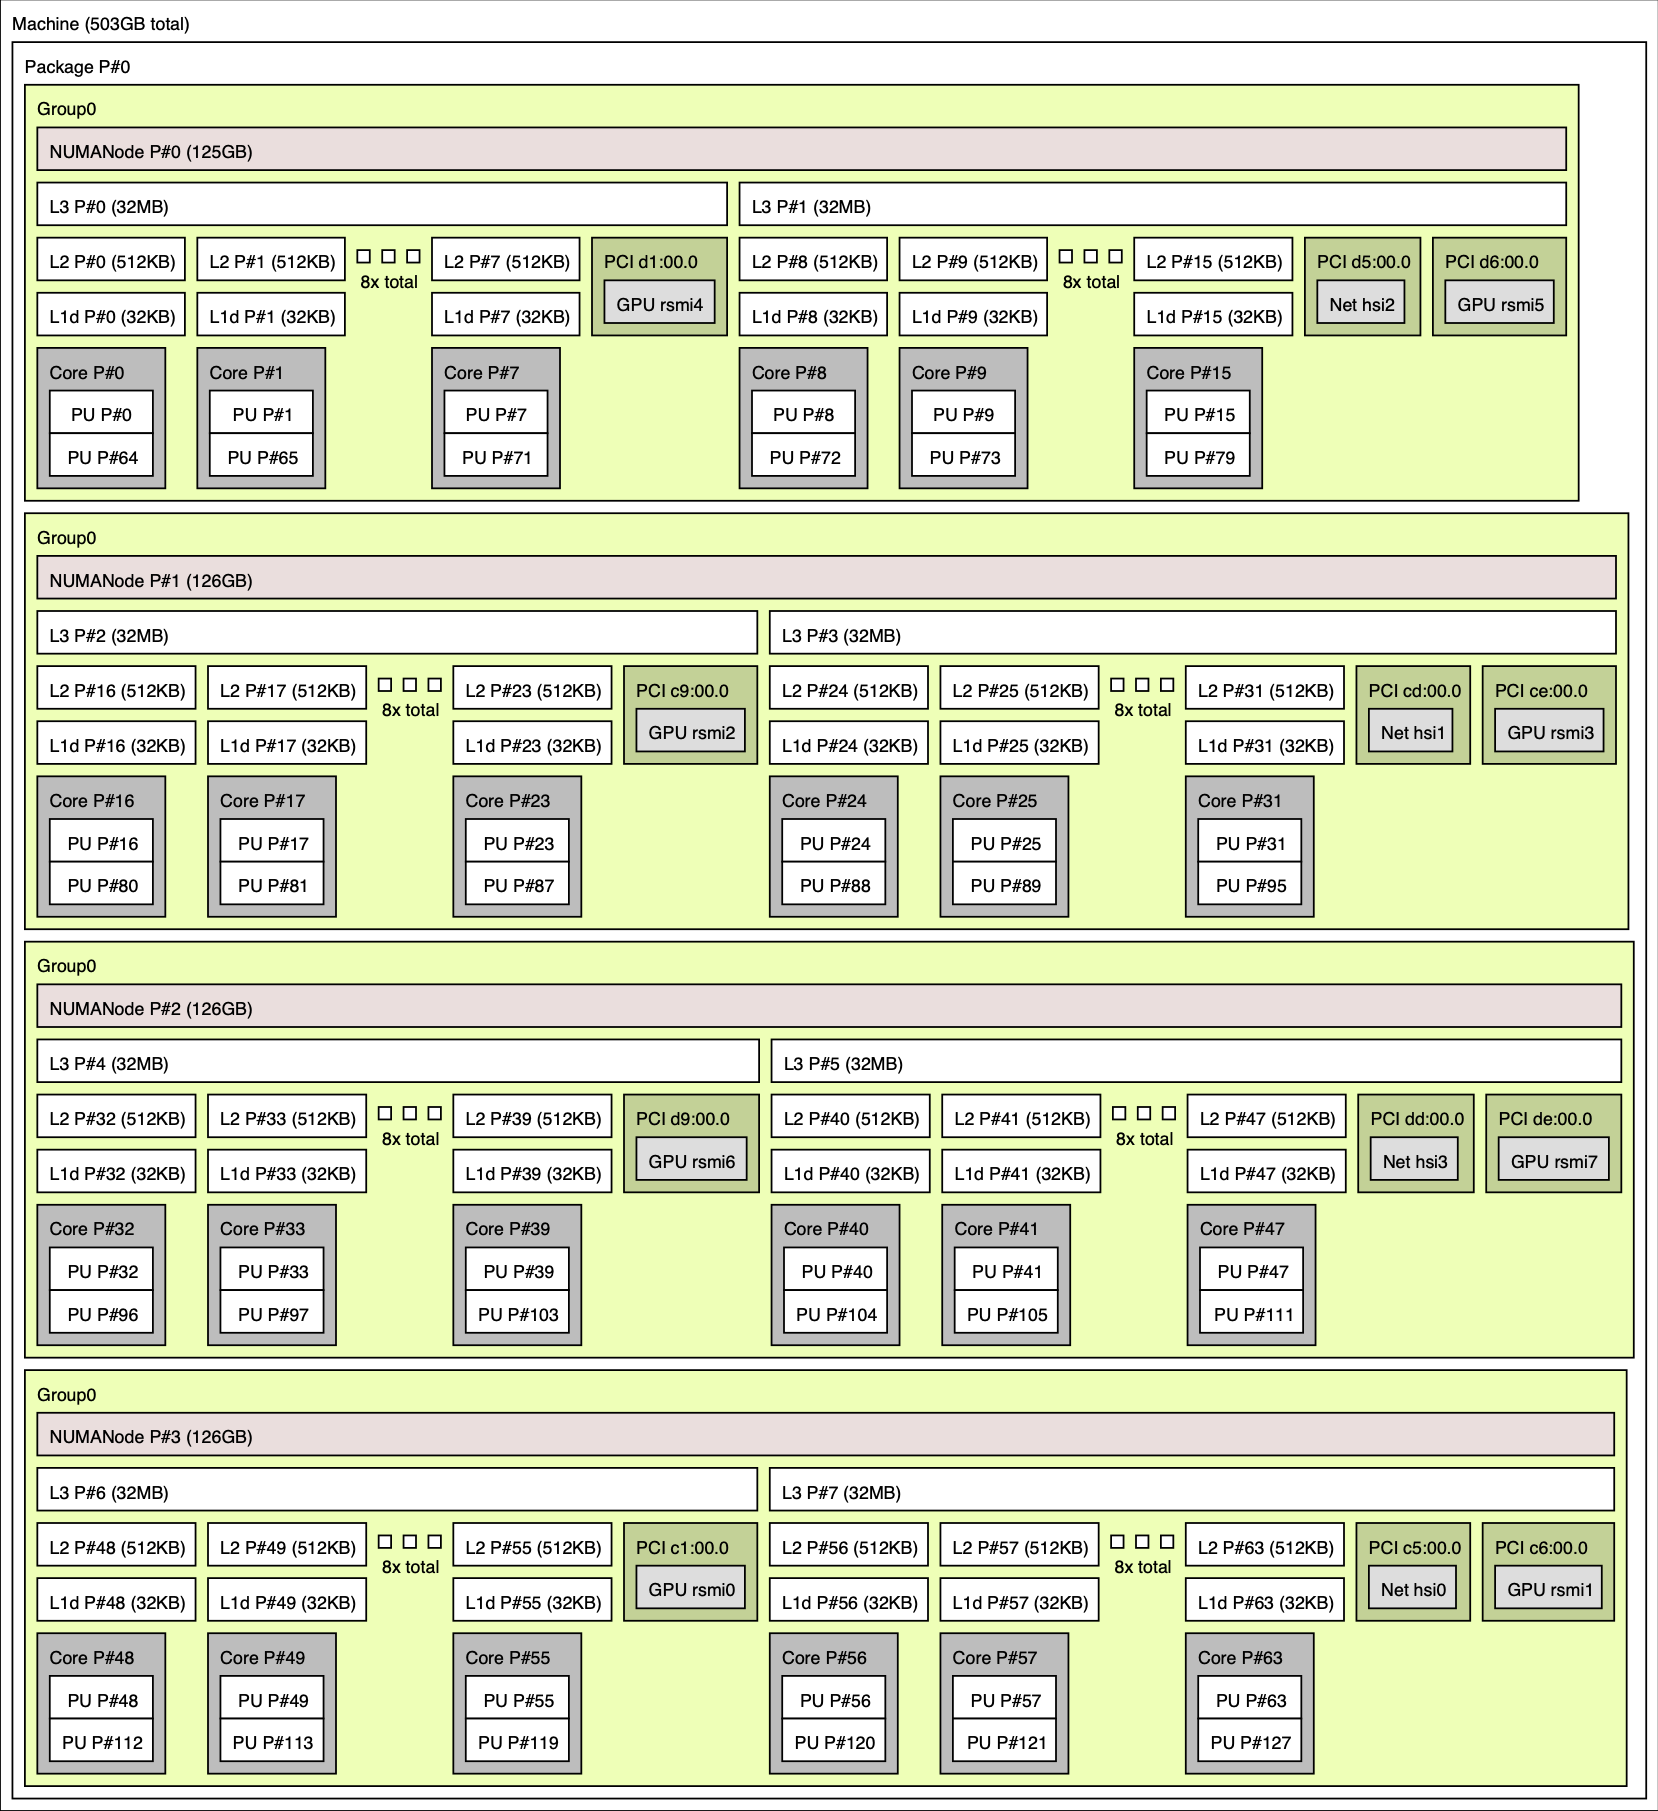 Machine (503GB total)
Package P#0
Group0
NUMANode P#0 (125GB)
L3 P#0 (32MB) L3 P#1 (32MB)
L2 P#0 (512KB) L2 P#1 (512KB) L2 P#7 (512KB) PCI d1:00.0 L2 P#8 (512KB) L2 P#9 (512KB) L2 P#15 (512KB) PCI d5:00.0 PCI d6:00.0
8x total 8x total
L1d P#0 (32KB) L1d P#1 (32KB) L1d P#7 (32KB) GPU rsmi4 L1d P#8 (32KB) L1d P#9 (32KB) L1d P#15 (32KB) Net hsi2 GPU rsmi5
Core P#0 Core P#1 Core P#7 Core P#8 Core P#9 Core P#15
PU P#0 PU P#1 PU P#7 PU P#8 PU P#9 PU P#15
PU P#64 PU P#65 PU P#71 PU P#72 PU P#73 PU P#79
Group0
NUMANode P#1 (126GB)
L3 P#2 (32MB) L3 P#3 (32MB)
L2 P#16 (512KB) L2 P#17 (512KB) L2 P#23 (512KB) PCI c9:00.0 L2 P#24 (512KB) L2 P#25 (512KB) L2 P#31 (512KB) PCI cd:00.0 PCI ce:00.0
8x total 8x total
L1d P#16 (32KB) L1d P#17 (32KB) L1d P#23 (32KB) GPU rsmi2 L1d P#24 (32KB) L1d P#25 (32KB) L1d P#31 (32KB) Net hsi1 GPU rsmi3
Core P#16 Core P#17 Core P#23 Core P#24 Core P#25 Core P#31
PU P#16 PU P#17 PU P#23 PU P#24 PU P#25 PU P#31
PU P#80 PU P#81 PU P#87 PU P#88 PU P#89 PU P#95
Group0
NUMANode P#2 (126GB)
L3 P#4 (32MB) L3 P#5 (32MB)
L2 P#32 (512KB) L2 P#33 (512KB) L2 P#39 (512KB) PCI d9:00.0 L2 P#40 (512KB) L2 P#41 (512KB) L2 P#47 (512KB) PCI dd:00.0 PCI de:00.0
8x total 8x total
L1d P#32 (32KB) L1d P#33 (32KB) L1d P#39 (32KB) GPU rsmi6 L1d P#40 (32KB) L1d P#41 (32KB) L1d P#47 (32KB) Net hsi3 GPU rsmi7
Core P#32 Core P#33 Core P#39 Core P#40 Core P#41 Core P#47
PU P#32 PU P#33 PU P#39 PU P#40 PU P#41 PU P#47
PU P#96 PU P#97 PU P#103 PU P#104 PU P#105 PU P#111
Group0
NUMANode P#3 (126GB)
L3 P#6 (32MB) L3 P#7 (32MB)
L2 P#48 (512KB) L2 P#49 (512KB) L2 P#55 (512KB) PCI c1:00.0 L2 P#56 (512KB) L2 P#57 (512KB) L2 P#63 (512KB) PCI c5:00.0 PCI c6:00.0
8x total 8x total
L1d P#48 (32KB) L1d P#49 (32KB) L1d P#55 (32KB) GPU rsmi0 L1d P#56 (32KB) L1d P#57 (32KB) L1d P#63 (32KB) Net hsi0 GPU rsmi1
Core P#48 Core P#49 Core P#55 Core P#56 Core P#57 Core P#63
PU P#48 PU P#49 PU P#55 PU P#56 PU P#57 PU P#63
PU P#112 PU P#113 PU P#119 PU P#120 PU P#121 PU P#127